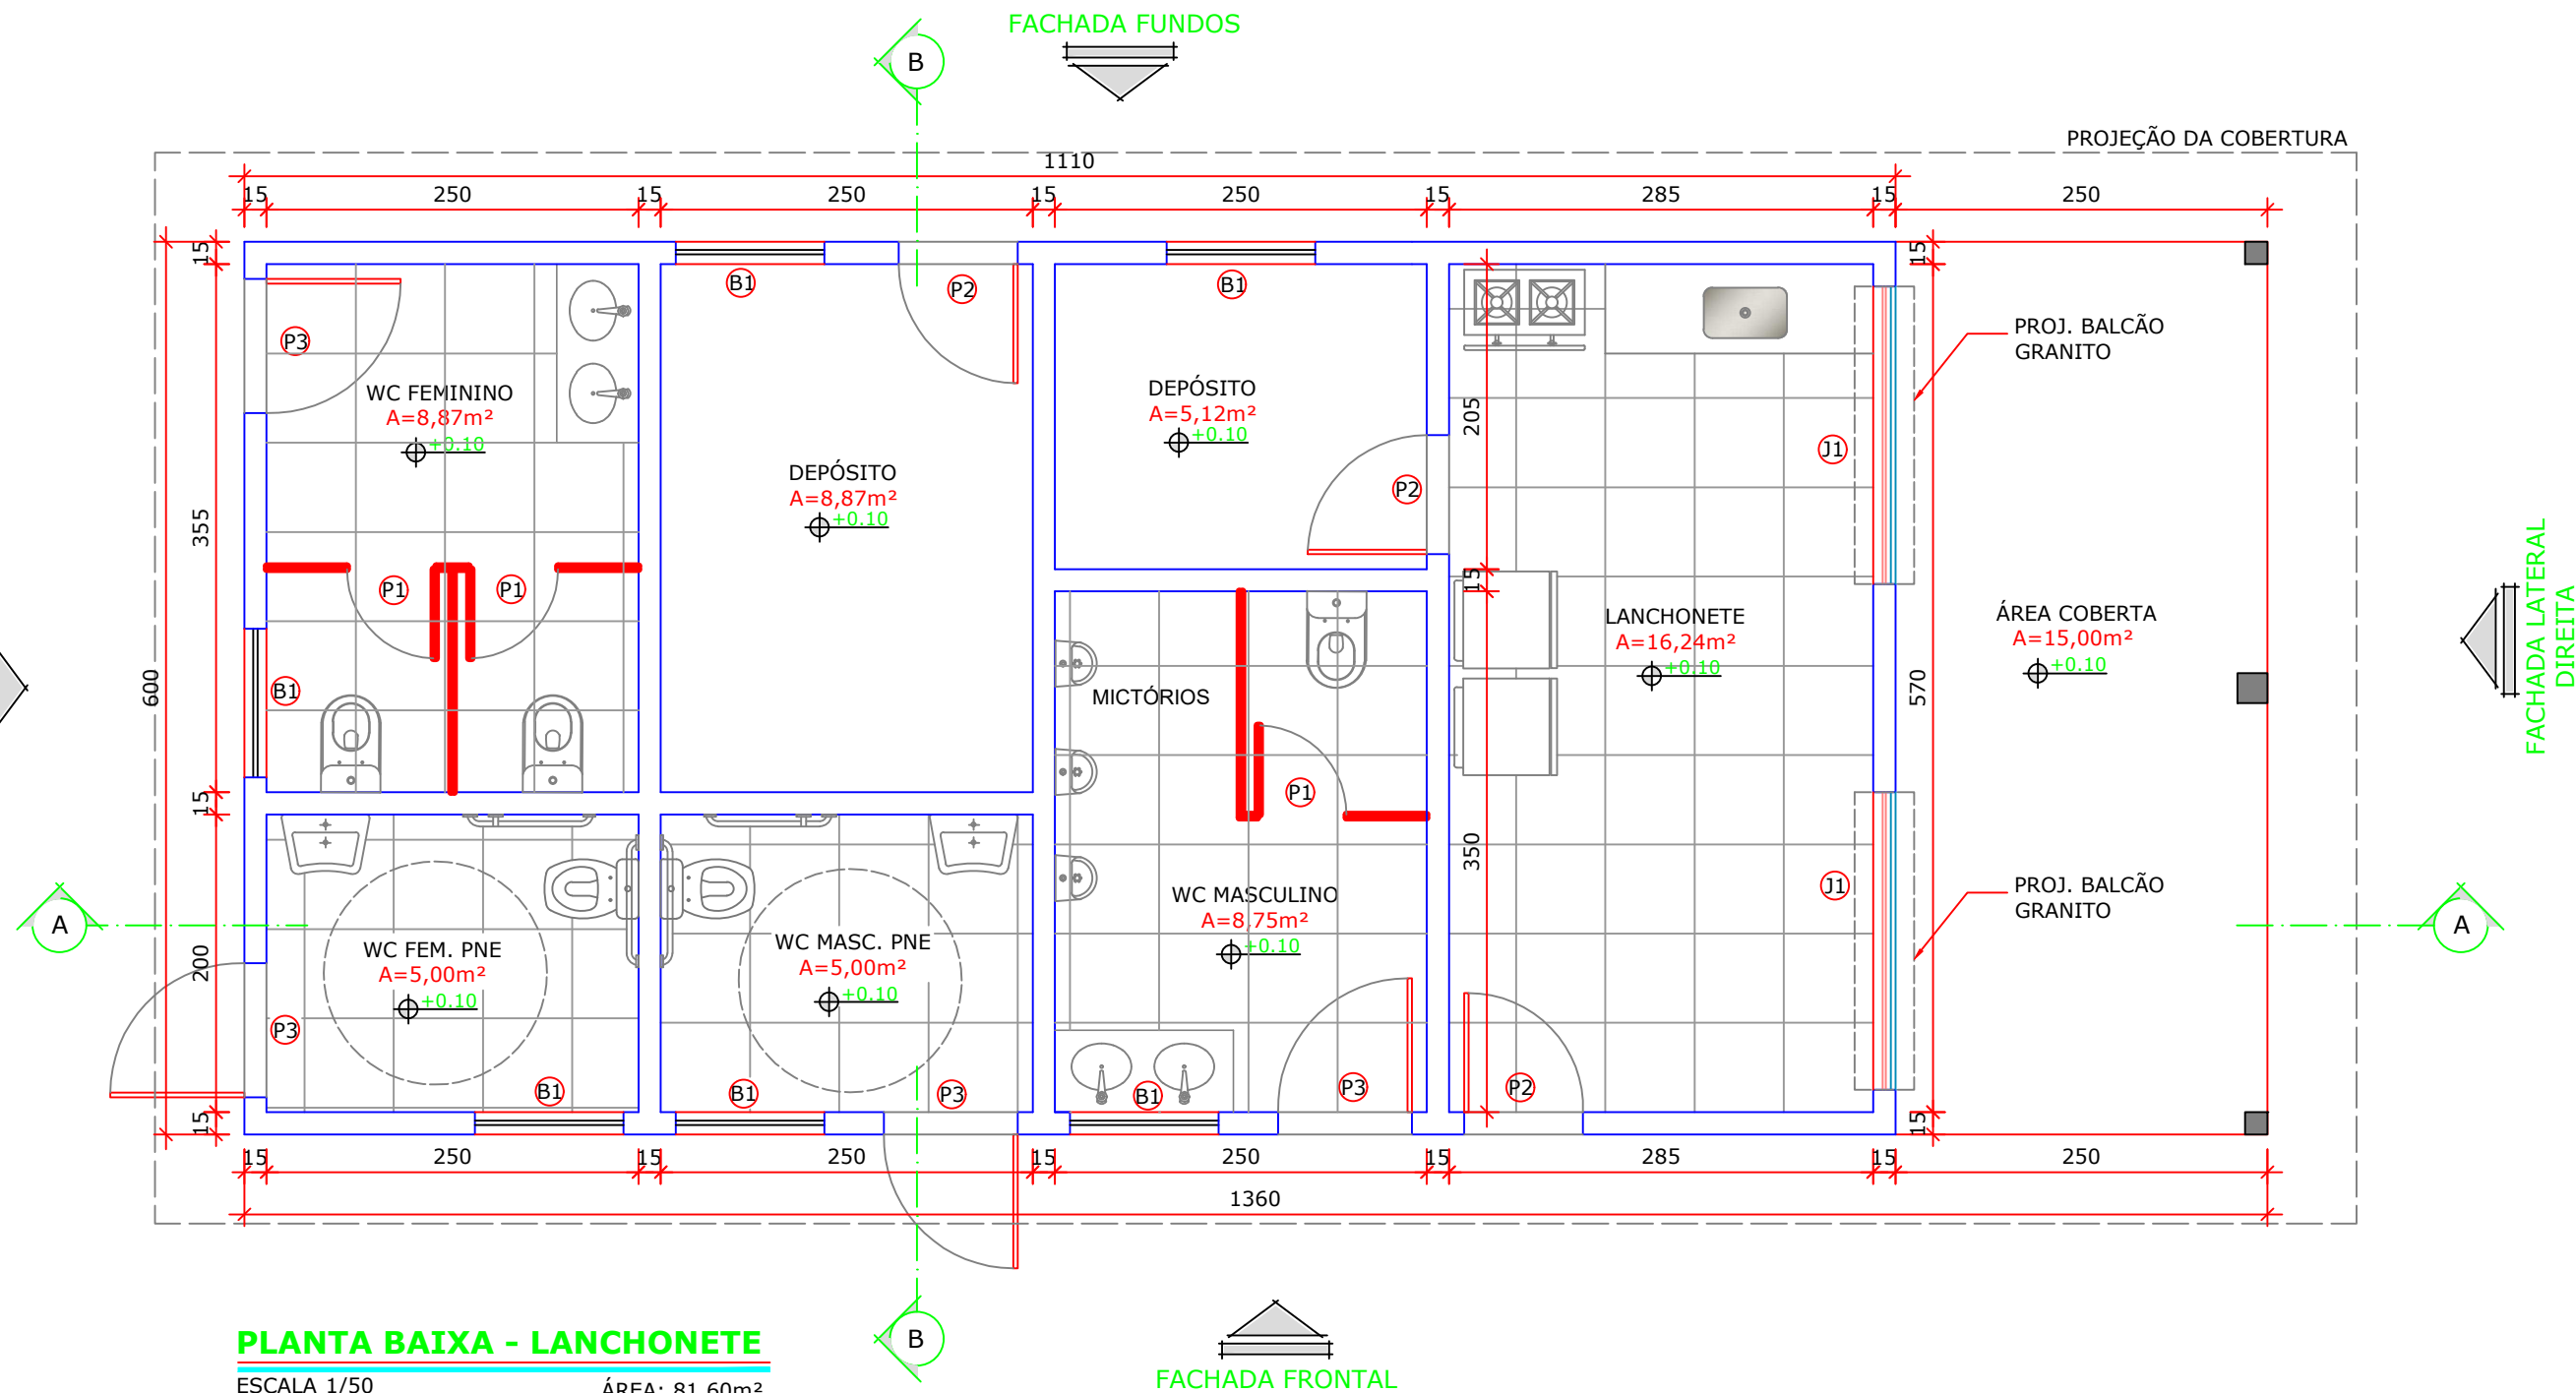 FACHADA FUNDOS
B
PROJEÇÃO DA COBERTURA
1110
15 250 15 250 15 250 15 285 15 250
15
15
B1
P2
B1
P3
PROJ. BALCÃO
GRANITO
WC FEMININO
A=8,87m²
+0.10
DEPÓSITO
A=5,12m²
+0.10
205
J1
DEPÓSITO
A=8,87m²
+0.10
P2
355
P1
P1
15
LANCHONETE
A=16,24m²
+0.10
ÁREA COBERTA
A=15,00m²
+0.10
FACHADA LATERAL
DIREITA
600
B1
MICTÓRIOS
570
15
P1
350
WC MASCULINO
A=8,75m²
+0.10
J1
PROJ. BALCÃO
GRANITO
A
A
WC FEM. PNE
A=5,00m²
+0.10
WC MASC. PNE
A=5,00m²
+0.10
200
P3
B1
B1
P3
B1
P3
P2
15
15
15 250 15 250 15 250 15 285 15 250
1360
B
PLANTA BAIXA - LANCHONETE
ESCALA 1/50
ÁREA: 81,60m²
FACHADA FRONTAL